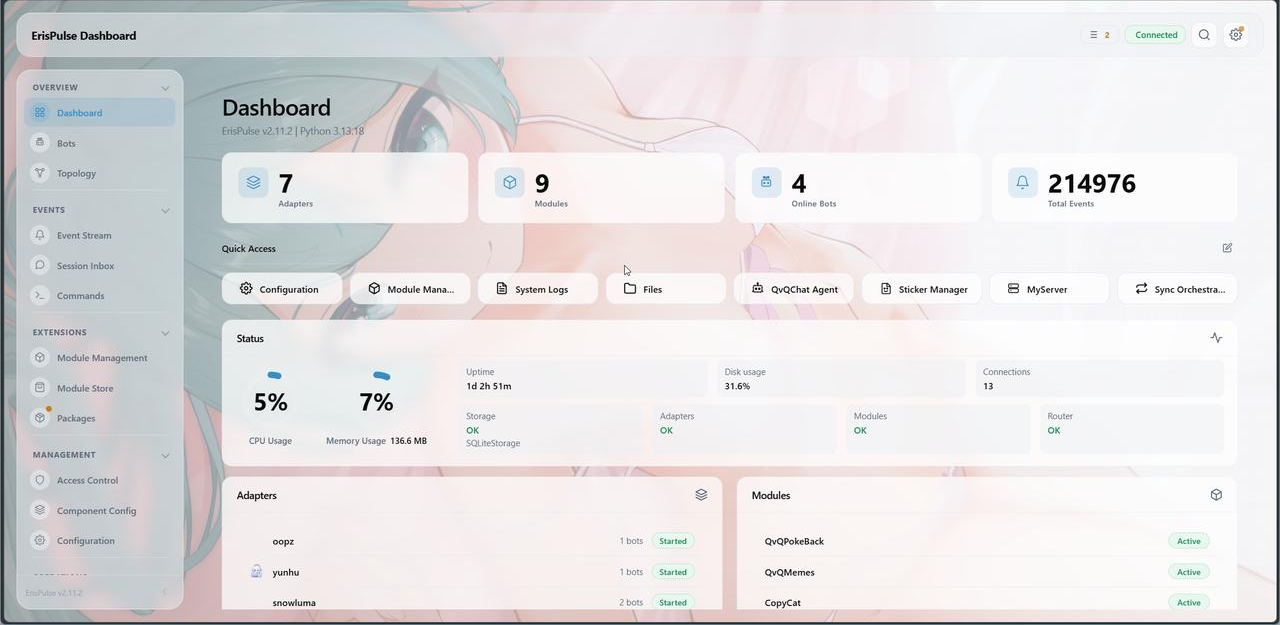 ErisPulse Dashboard
2
Connected
OVERVIEW
Dashboard
Bots
Topology
EVENTS
Event Stream
Session Inbox
Commands
EXTENSIONS
Module Management
Module Store
Packages
MANAGEMENT
Access Control
Component Config
Configuration
ErisPulse v2.11.2
Dashboard
ErisPulse v2.11.2 | Python 3.13.18
7
Adapters
9
Modules
4
Online Bots
214976
Total Events
Quick Access
Configuration
Module Mana...
System Logs
Files
QvQChat Agent
Sticker Manager
MyServer
Sync Orchestra...
Status
5%
CPU Usage
7%
Memory Usage 136.6 MB
Uptime
1d 2h 51m
Disk usage
31.6%
Connections
13
Storage
OK
SQLiteStorage
Adapters
OK
Modules
OK
Router
OK
Adapters
oopz 1 bots Started
yunhu 1 bots Started
snowluma 2 bots Started
Modules
QvQPokeBack Active
QvQMemes Active
CopyCat Active